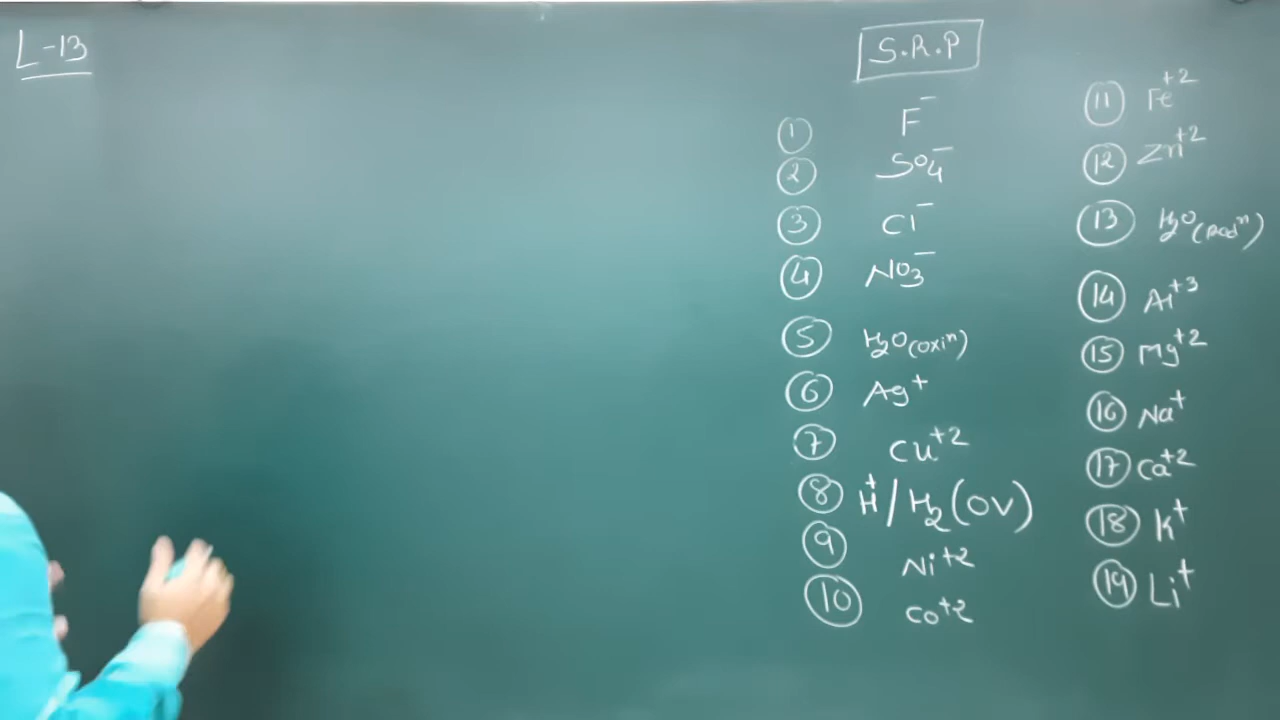 L-13
S.R.P
① F⁻
② SO₄⁻
③ Cl⁻
④ NO₃⁻
⑤ H₂O(oxiⁿ)
⑥ Ag⁺
⑦ Cu⁺²
⑧ H⁺/H₂(OV)
⑨ Ni⁺²
⑩ Co⁺²
⑪ Fe⁺²
⑫ Zn⁺²
⑬ H₂O(Redⁿ)
⑭ Al⁺³
⑮ Mg⁺²
⑯ Na⁺
⑰ Ca⁺²
⑱ K⁺
⑲ Li⁺